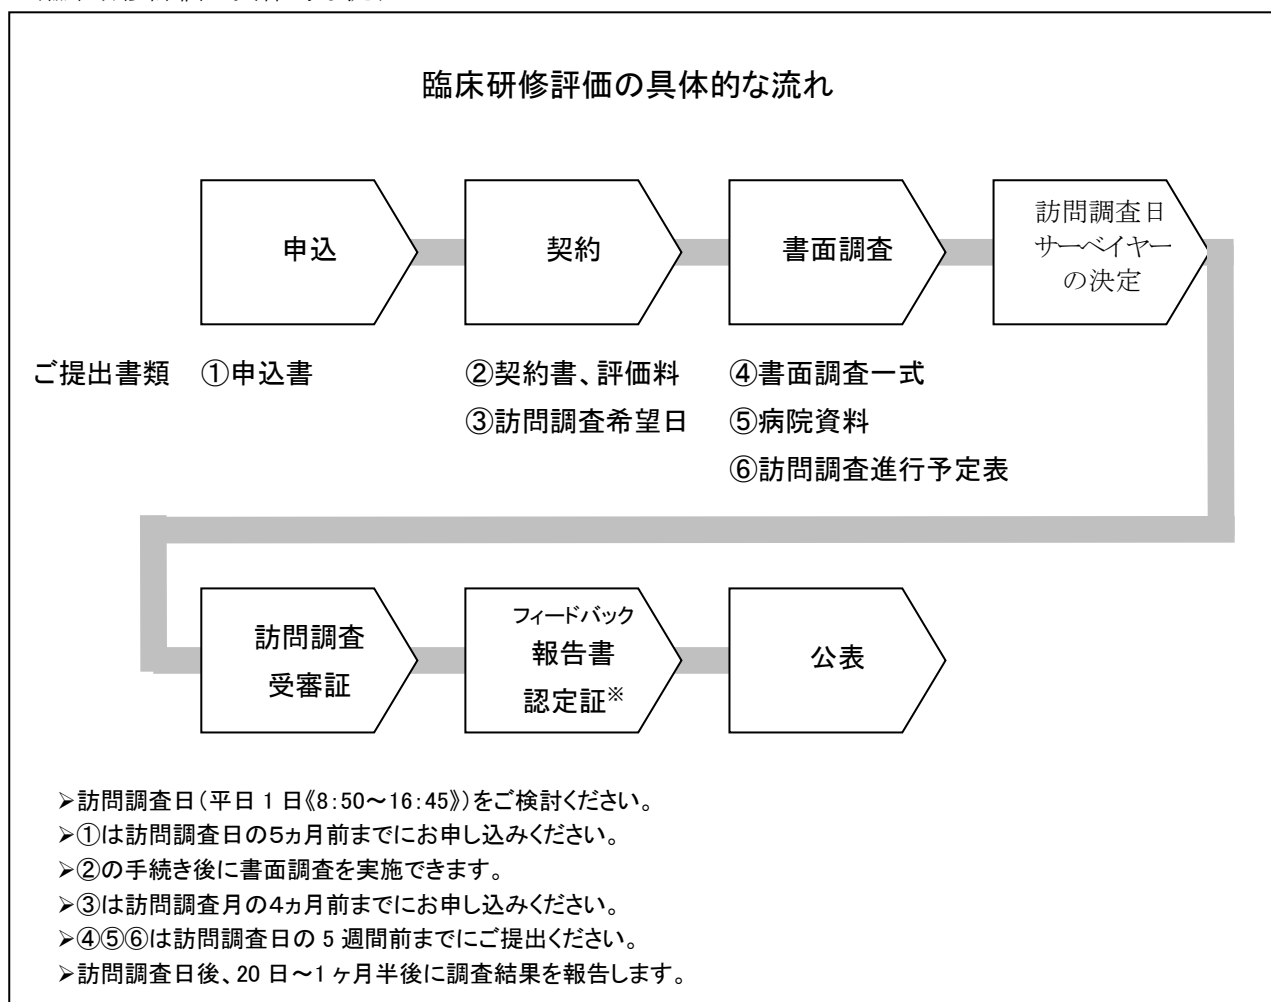 臨床研修評価の具体的な流れ
申込
契約
書面調査
訪問調査日
サーベイヤー
の決定
ご提出書類 ①申込書
②契約書、評価料
③訪問調査希望日
④書面調査一式
⑤病院資料
⑥訪問調査進行予定表
訪問調査
受審証
フィードバック
報告書
認定証※
公表
➢訪問調査日(平日1日《8:50~16:45》)をご検討ください。
➢①は訪問調査日の5ヵ月前までにお申し込みください。
➢②の手続き後に書面調査を実施できます。
➢③は訪問調査月の4ヵ月前までにお申し込みください。
➢④⑤⑥は訪問調査日の5週間前までにご提出ください。
➢訪問調査日後、20日~1ヶ月半後に調査結果を報告します。